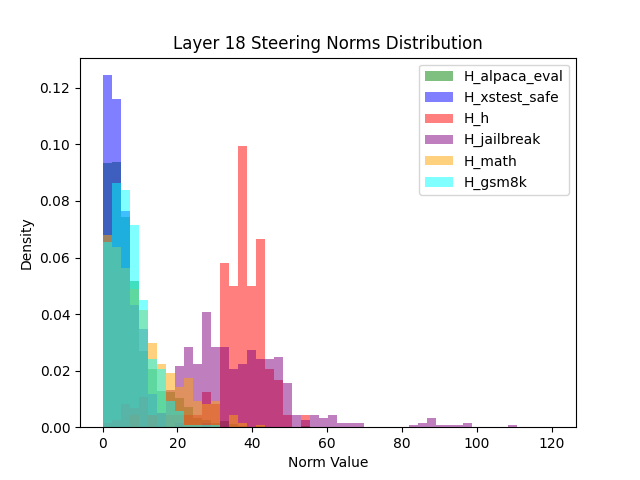 Layer 18 Steering Norms Distribution
H_alpaca_eval
H_xstest_safe
H_h
H_jailbreak
H_math
H_gsm8k
Density
0.12
0.10
0.08
0.06
0.04
0.02
0.00
0 20 40 60 80 100 120
Norm Value